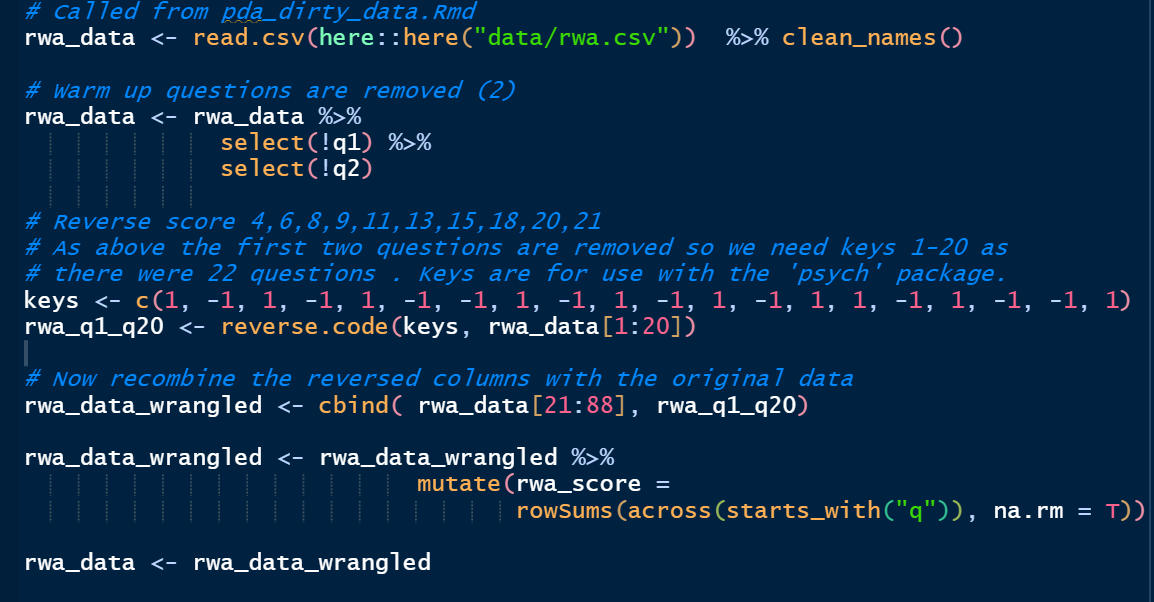 # Called from pda_dirty_data.Rmd
rwa_data <- read.csv(here::here("data/rwa.csv"))  %>% clean_names()
# Warm up questions are removed (2)
rwa_data <- rwa_data %>%
select(!q1) %>%
select(!q2)
# Reverse score 4,6,8,9,11,13,15,18,20,21
# As above the first two questions are removed so we need keys 1-20 as
# there were 22 questions . Keys are for use with the 'psych' package.
keys <- c(1, -1, 1, -1, 1, -1, -1, 1, -1, 1, -1, 1, -1, 1, 1, -1, 1, -1, -1, 1)
rwa_q1_q20 <- reverse.code(keys, rwa_data[1:20])
# Now recombine the reversed columns with the original data
rwa_data_wrangled <- cbind( rwa_data[21:88], rwa_q1_q20)
rwa_data_wrangled <- rwa_data_wrangled %>%
mutate(rwa_score =
rowSums(across(starts_with("q")), na.rm = T))
rwa_data <- rwa_data_wrangled